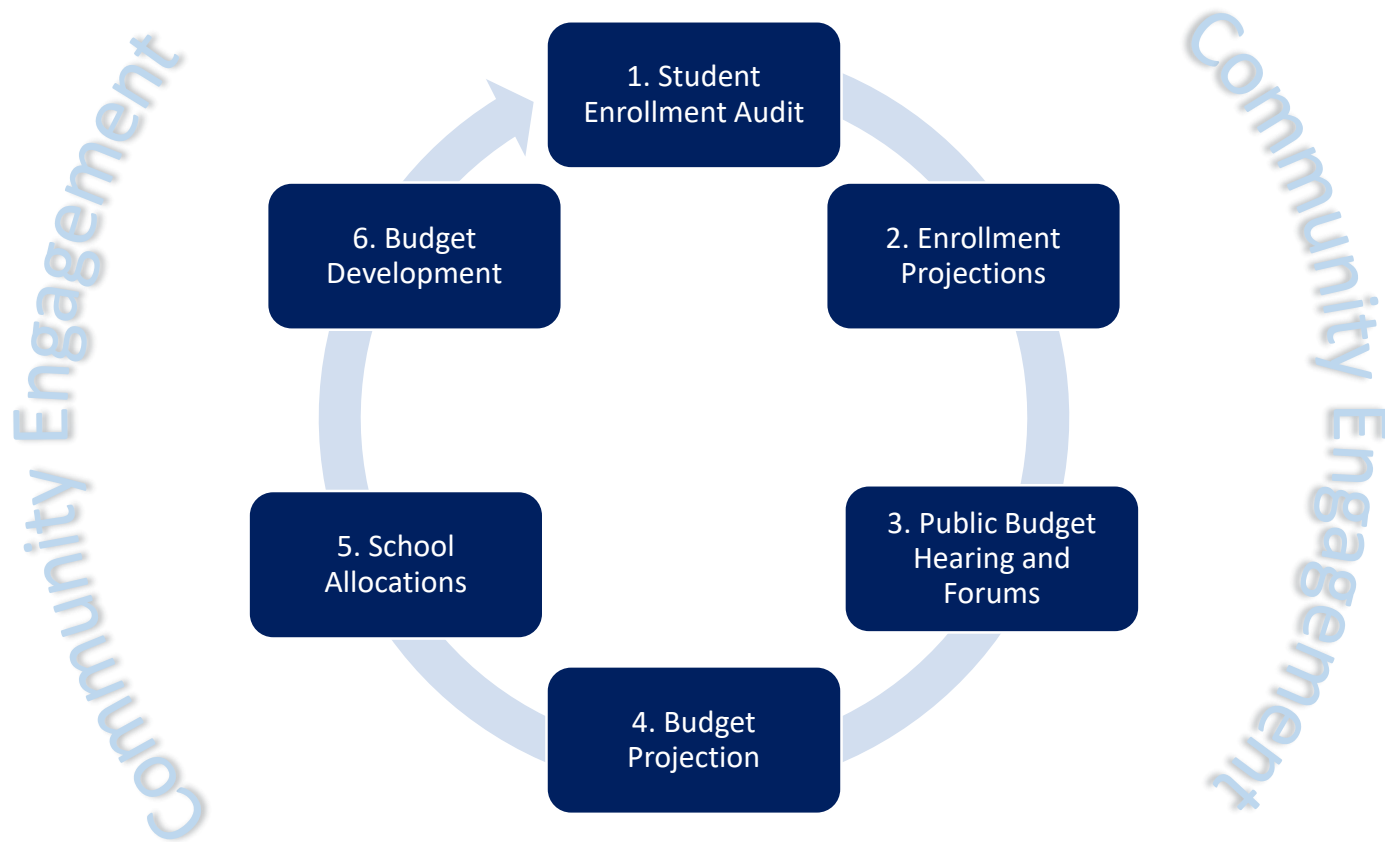 Community Engagement
Community Engagement
1. Student
Enrollment Audit
2. Enrollment
Projections
3. Public Budget
Hearing and
Forums
4. Budget
Projection
5. School
Allocations
6. Budget
Development